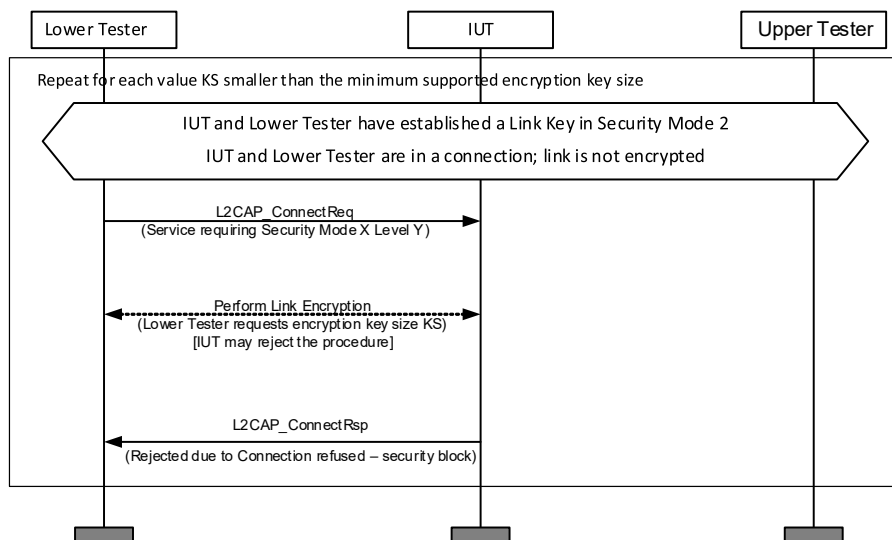 Lower Tester
IUT
Upper Tester
Repeat for each value KS smaller than the minimum supported encryption key size
IUT and Lower Tester have established a Link Key in Security Mode 2
IUT and Lower Tester are in a connection; link is not encrypted
L2CAP_ConnectReq
(Service requiring Security Mode X Level Y)
Perform Link Encryption
(Lower Tester requests encryption key size KS)
[IUT may reject the procedure]
L2CAP_ConnectRsp
(Rejected due to Connection refused – security block)